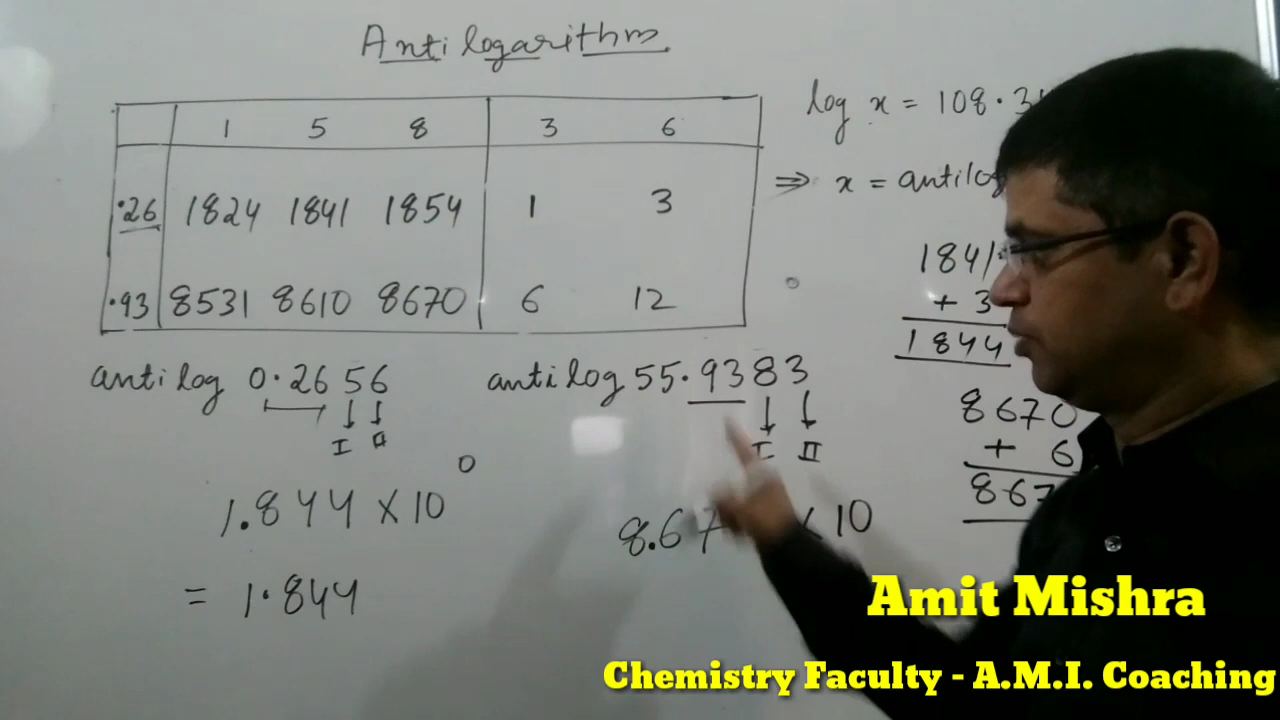 Antilogarithm
log x = 108.3
⇒ x = antilog
1 5 8 3 6
.26 1824 1841 1854 1 3
.93 8531 8610 8670 6 12
1841
+ 3
1844
antilog 0.2656
I II
antilog 55.9383
I II
8670
+ 6
867
1.844 × 10⁰
8.67 × 10
= 1.844
Amit Mishra
Chemistry Faculty - A.M.I. Coaching